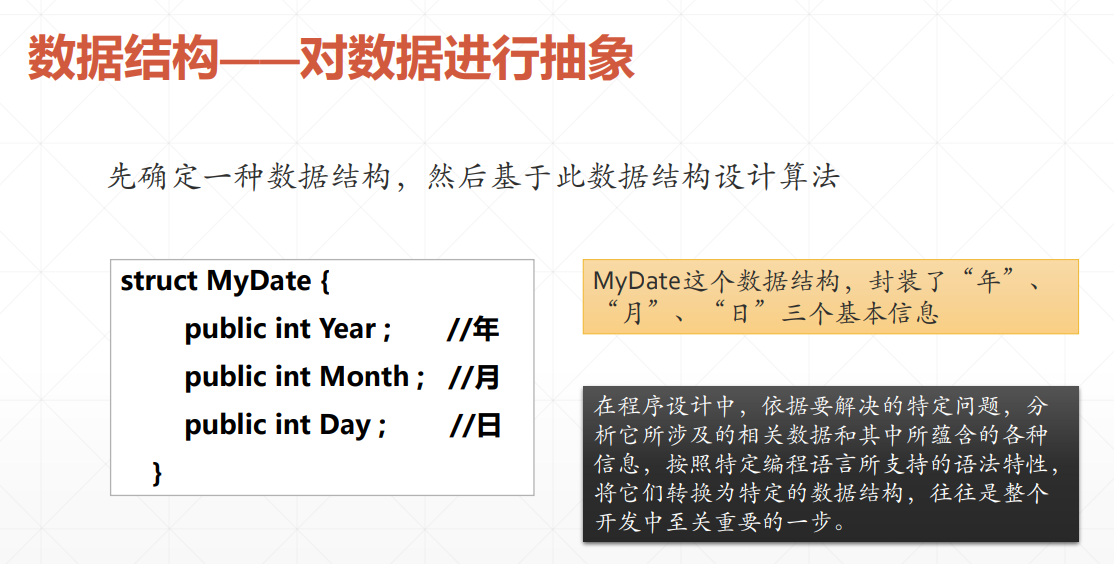 数据结构——对数据进行抽象
先确定一种数据结构，然后基于此数据结构设计算法
struct MyDate {
public int Year ; //年
public int Month ; //月
public int Day ; //日
}
MyDate这个数据结构，封装了“年”、
“月”、“日”三个基本信息
在程序设计中，依据要解决的特定问题，分
析它所涉及的相关数据和其中所蕴含的各种
信息，按照特定编程语言所支持的语法特性，
将它们转换为特定的数据结构，往往是整个
开发中至关重要的一步。